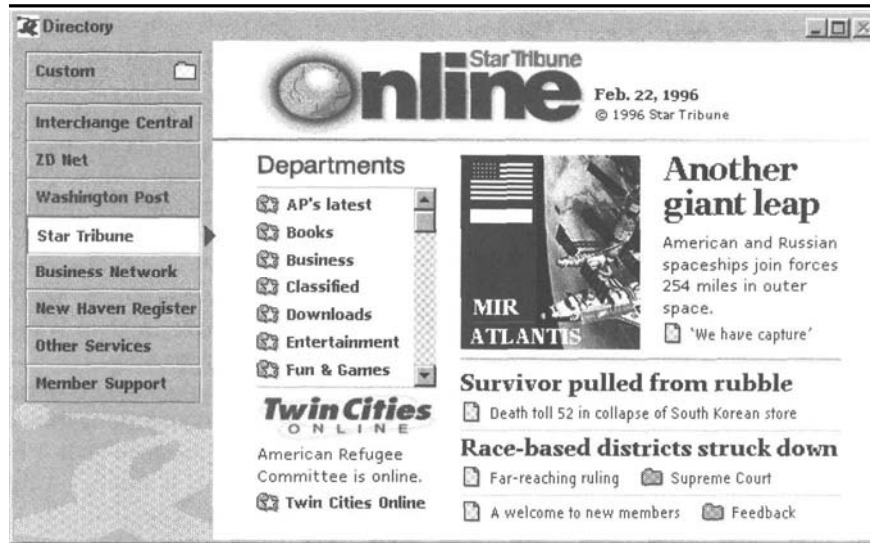 Directory
Custom
Interchange Central
ZD Net
Washington Post
Star Tribune
Business Network
New Haven Register
Other Services
Member Support
Star Tribune
Online
Feb. 22, 1996
© 1996 Star Tribune
Departments
AP's latest
Books
Business
Classified
Downloads
Entertainment
Fun & Games
Twin Cities
ONLINE
American Refugee
Committee is online.
Twin Cities Online
MIR
ATLANTIS
Another
giant leap
American and Russian
spaceships join forces
254 miles in outer
space.
‘We have capture’
Survivor pulled from rubble
Death toll 52 in collapse of South Korean store
Race-based districts struck down
Far-reaching ruling Supreme Court
A welcome to new members Feedback